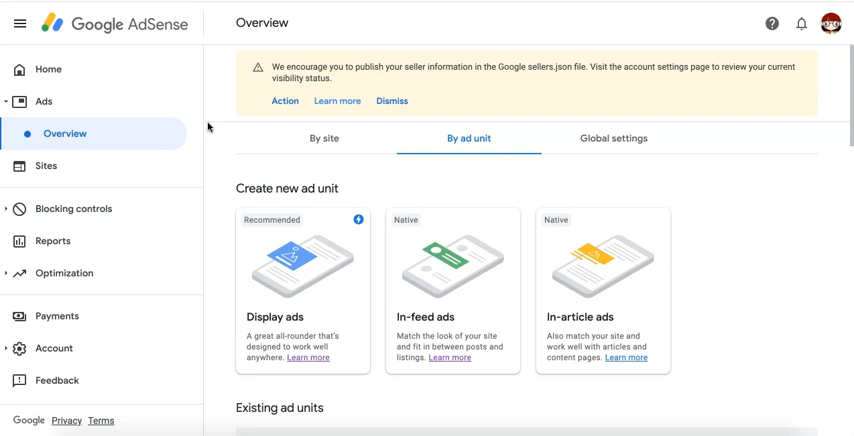 Google AdSense
Overview
Home
Ads
Overview
Sites
Blocking controls
Reports
Optimization
Payments
Account
Feedback
Google Privacy Terms
We encourage you to publish your seller information in the Google sellers.json file. Visit the account settings page to review your current
visibility status.
Action Learn more Dismiss
By site By ad unit Global settings
Create new ad unit
Recommended
Display ads
A great all-rounder that's
designed to work well
anywhere. Learn more
Native
In-feed ads
Match the look of your site
and fit in between posts and
listings. Learn more
Native
In-article ads
Also match your site and
work well with articles and
content pages. Learn more
Existing ad units